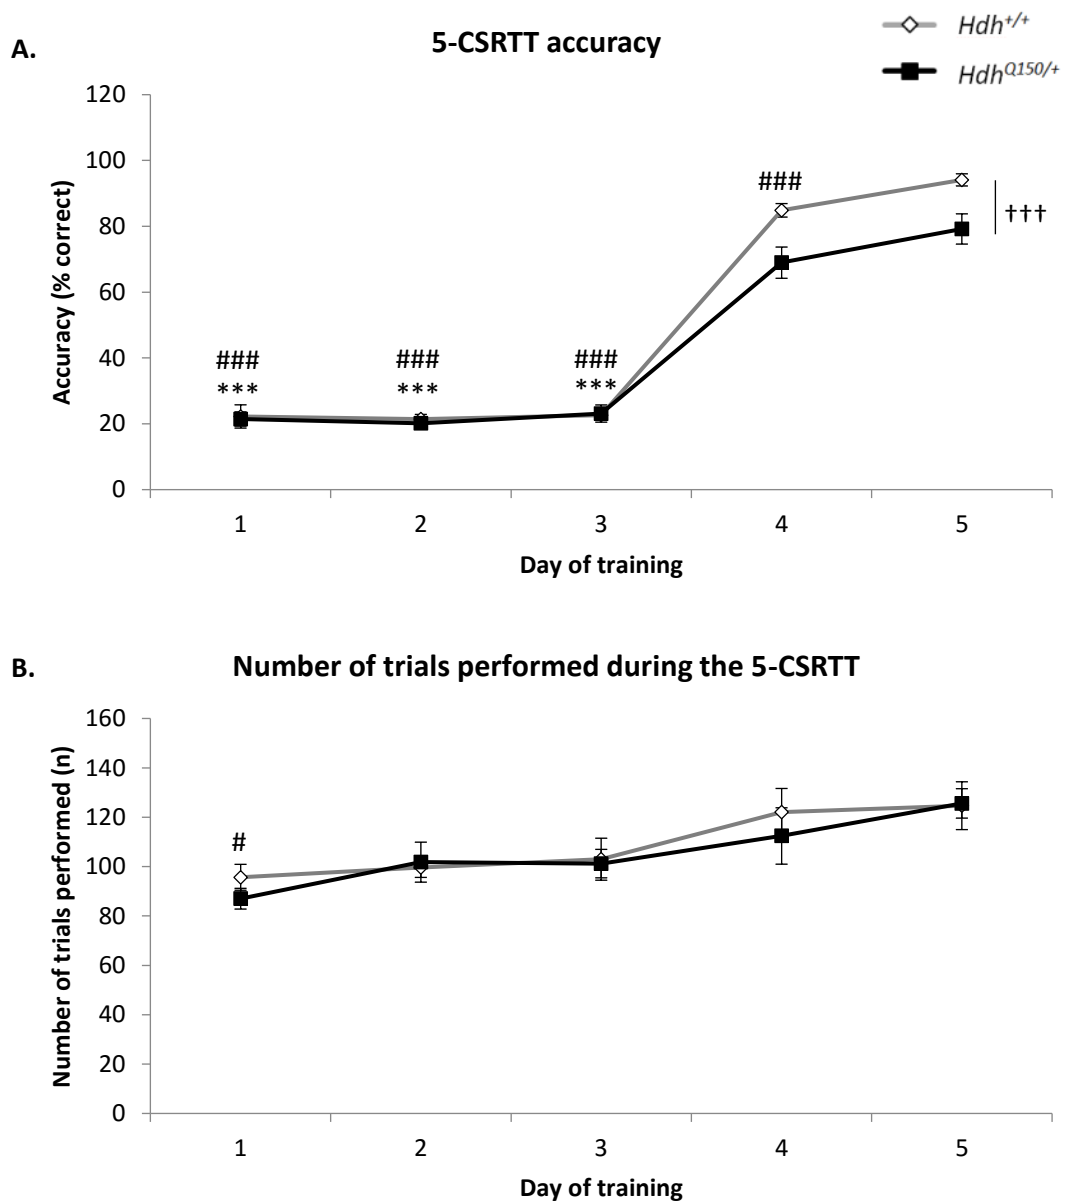 A.
5-CSRTT accuracy
Hdh+/+
HdhQ150/+
Accuracy (% correct)
120
100
80
60
40
20
0
###
***
###
***
###
***
###
†††
1 2 3 4 5
Day of training
B.
Number of trials performed during the 5-CSRTT
Number of trials performed (n)
160
140
120
100
80
60
40
20
0
#
1 2 3 4 5
Day of training